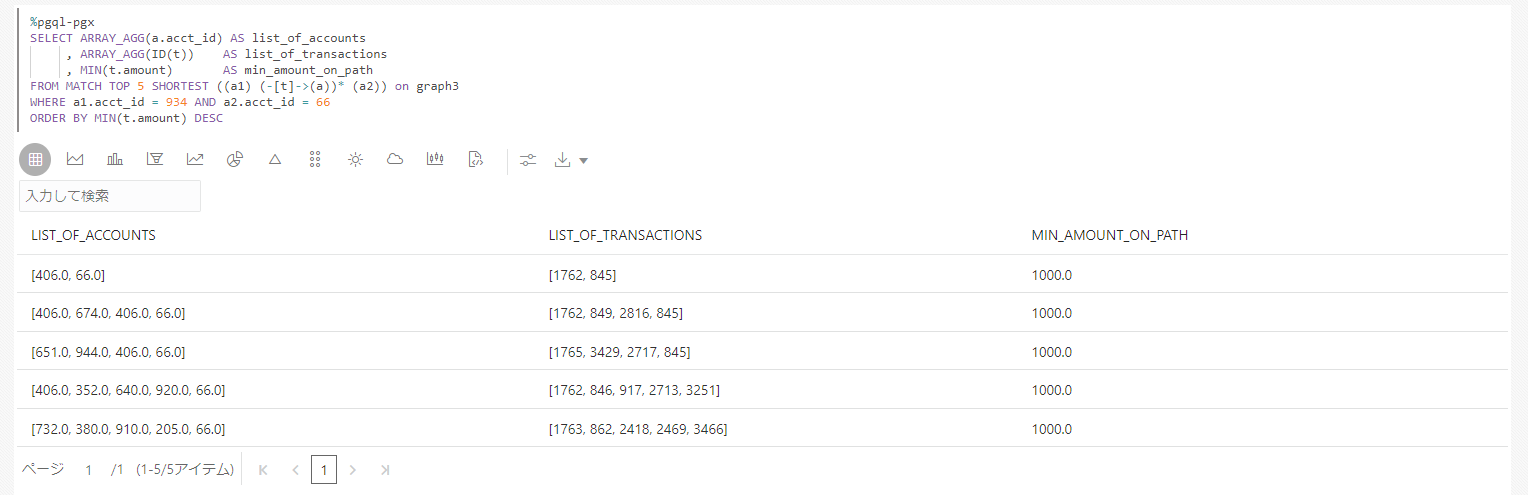 %pgql-pgx
SELECT ARRAY_AGG(a.acct_id) AS list_of_accounts
, ARRAY_AGG(ID(t)) AS list_of_transactions
, MIN(t.amount) AS min_amount_on_path
FROM MATCH TOP 5 SHORTEST ((a1) (-[t]->(a))* (a2)) on graph3
WHERE a1.acct_id = 934 AND a2.acct_id = 66
ORDER BY MIN(t.amount) DESC
入力して検索
LIST_OF_ACCOUNTS LIST_OF_TRANSACTIONS MIN_AMOUNT_ON_PATH
[406.0, 66.0] [1762, 845] 1000.0
[406.0, 674.0, 406.0, 66.0] [1762, 849, 2816, 845] 1000.0
[651.0, 944.0, 406.0, 66.0] [1765, 3429, 2717, 845] 1000.0
[406.0, 352.0, 640.0, 920.0, 66.0] [1762, 846, 917, 2713, 3251] 1000.0
[732.0, 380.0, 910.0, 205.0, 66.0] [1763, 862, 2418, 2469, 3466] 1000.0
ページ 1 /1 (1-5/5アイテム) 1